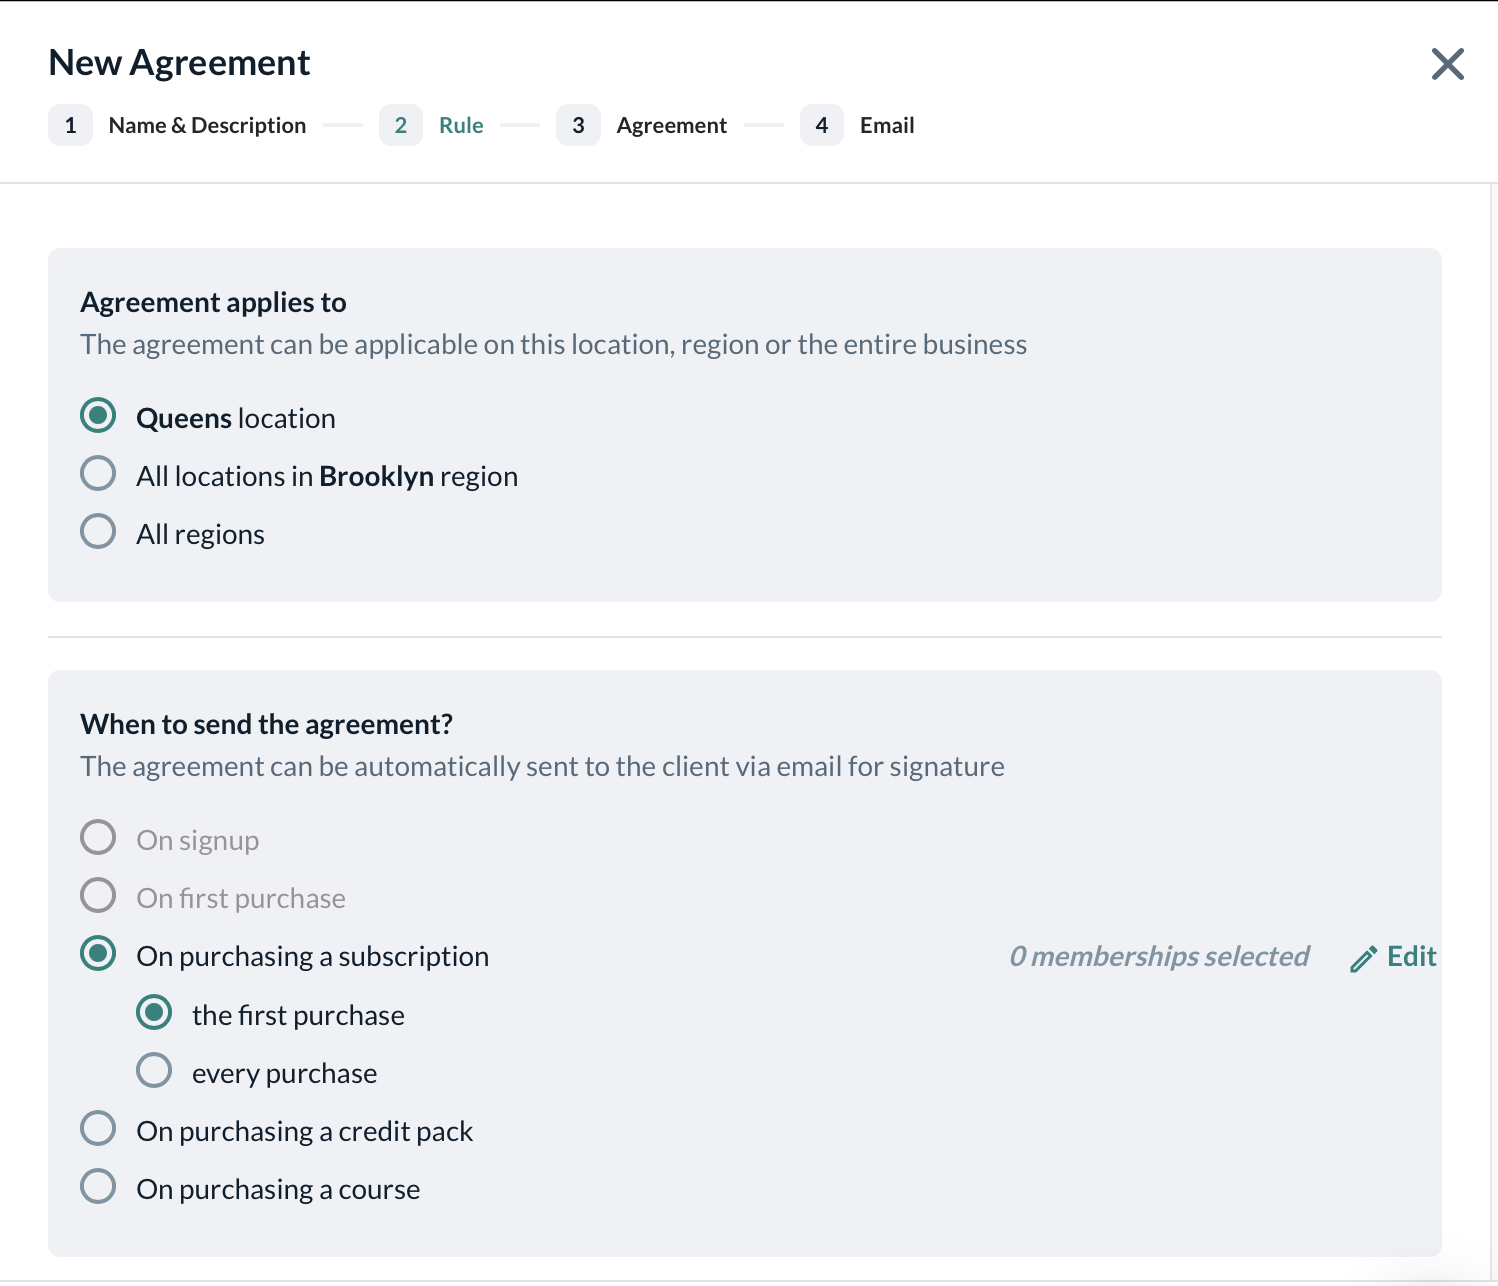 New Agreement
1 Name & Description 2 Rule 3 Agreement 4 Email
Agreement applies to
The agreement can be applicable on this location, region or the entire business
Queens location
All locations in Brooklyn region
All regions
When to send the agreement?
The agreement can be automatically sent to the client via email for signature
On signup
On first purchase
On purchasing a subscription 0 memberships selected Edit
the first purchase
every purchase
On purchasing a credit pack
On purchasing a course